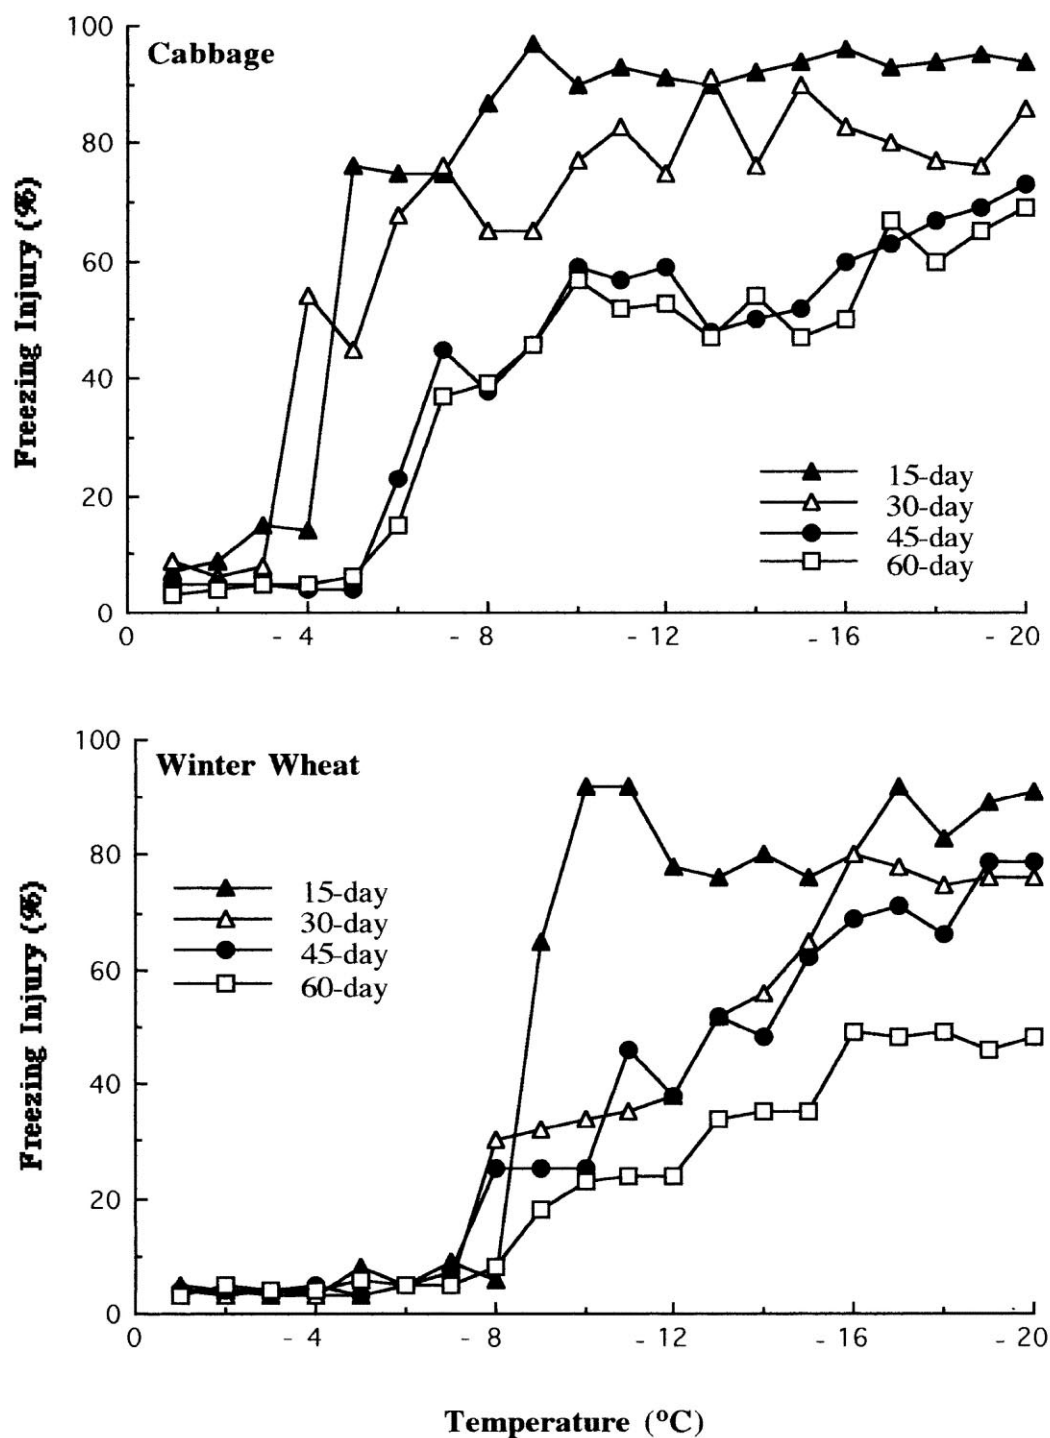 100
Cabbage
80
60
40
20
0
Freezing Injury (%)
15-day
30-day
45-day
60-day
0 - 4 - 8 - 12 - 16 - 20
100
Winter Wheat
80
60
40
20
0
Freezing Injury (%)
15-day
30-day
45-day
60-day
0 - 4 - 8 - 12 - 16 - 20
Temperature (°C)